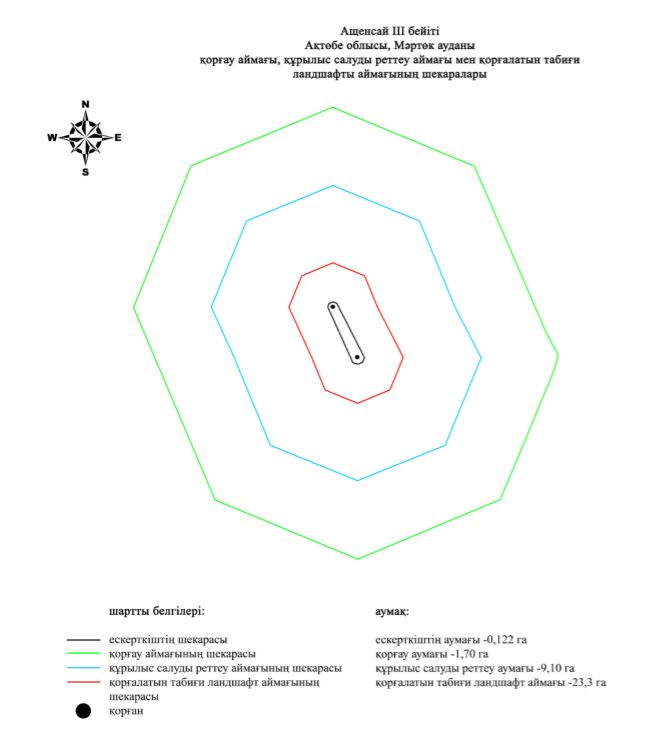 Ащенсай III бейіті
Ақтөбе облысы, Мәртөк ауданы
қорғау аймағы, құрылыс салуды реттеу аймағы мен қорғалатын табиғи
ландшафты аймағының шекаралары
N
W E
S
шартты белгілері:
ескерткіштің шекарасы
қорғау аймағының шекарасы
құрылыс салуды реттеу аймағының шекарасы
қорғалатын табиғи ландшафт аймағының
шекарасы
қорған
аумақ:
ескерткіштің аумағы -0,122 га
қорғау аумағы -1,70 га
құрылыс салуды реттеу аумағы -9,10 га
қорғалатын табиғи ландшафт аймағы -23,3 га